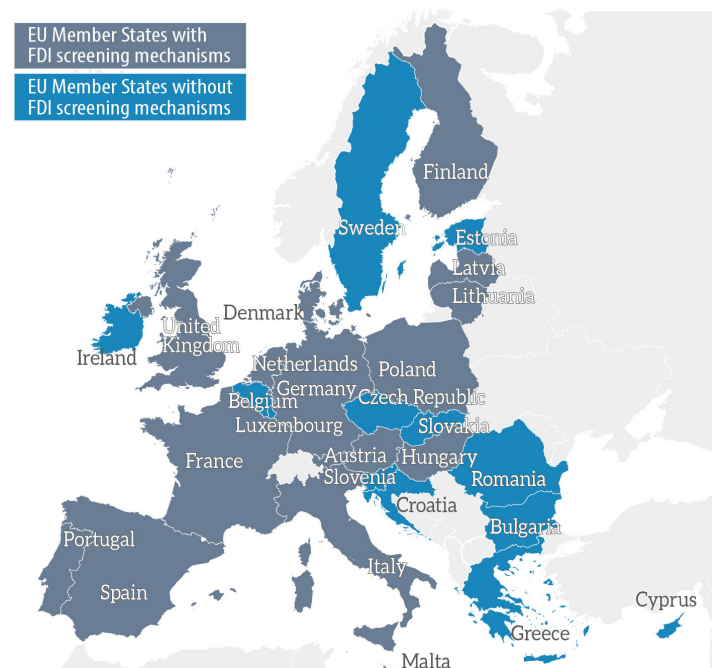 EU Member States with
FDI screening mechanisms
EU Member States without
FDI screening mechanisms
Finland
Sweden
Estonia
Latvia
Lithuania
Denmark
United
Kingdom
Ireland
Netherlands
Poland
Germany
Belgium
Czech Republic
Luxembourg
Slovakia
France
Austria
Hungary
Slovenia
Romania
Croatia
Bulgaria
Portugal
Spain
Italy
Cyprus
Greece
Malta